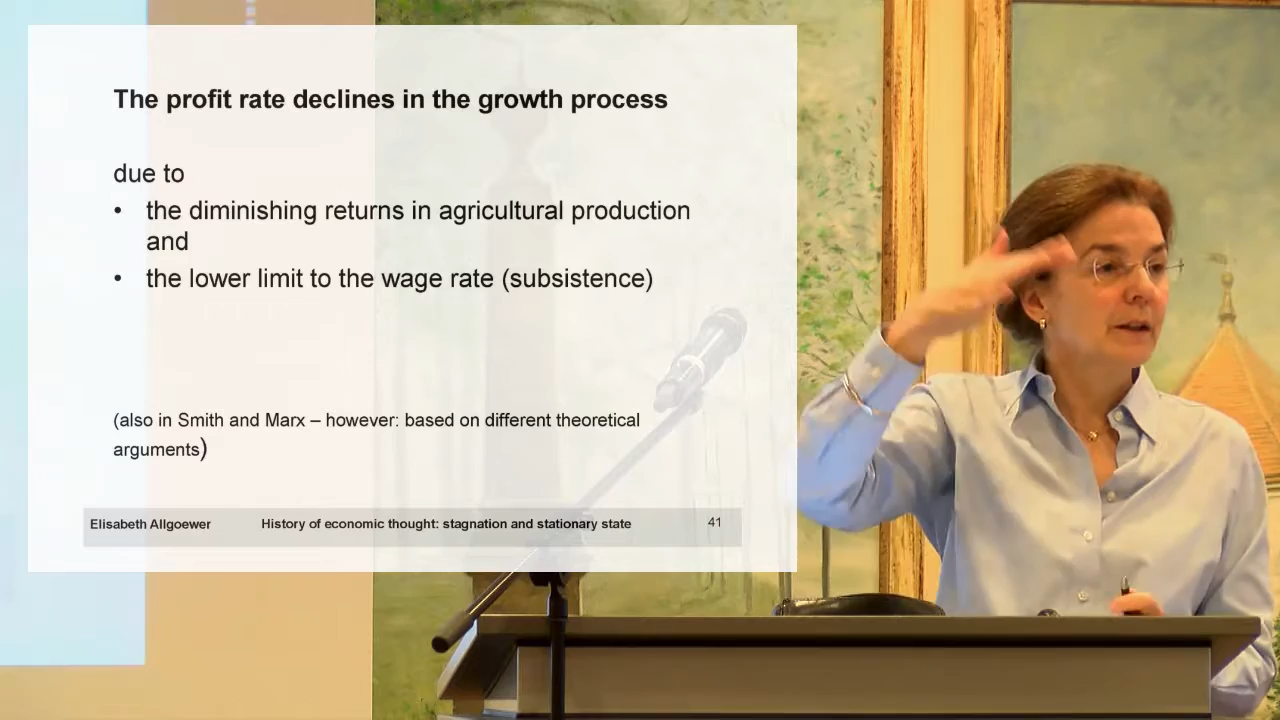 The profit rate declines in the growth process
due to
• the diminishing returns in agricultural production
and
• the lower limit to the wage rate (subsistence)
(also in Smith and Marx – however: based on different theoretical
arguments)
Elisabeth Allgoewer History of economic thought: stagnation and stationary state 41